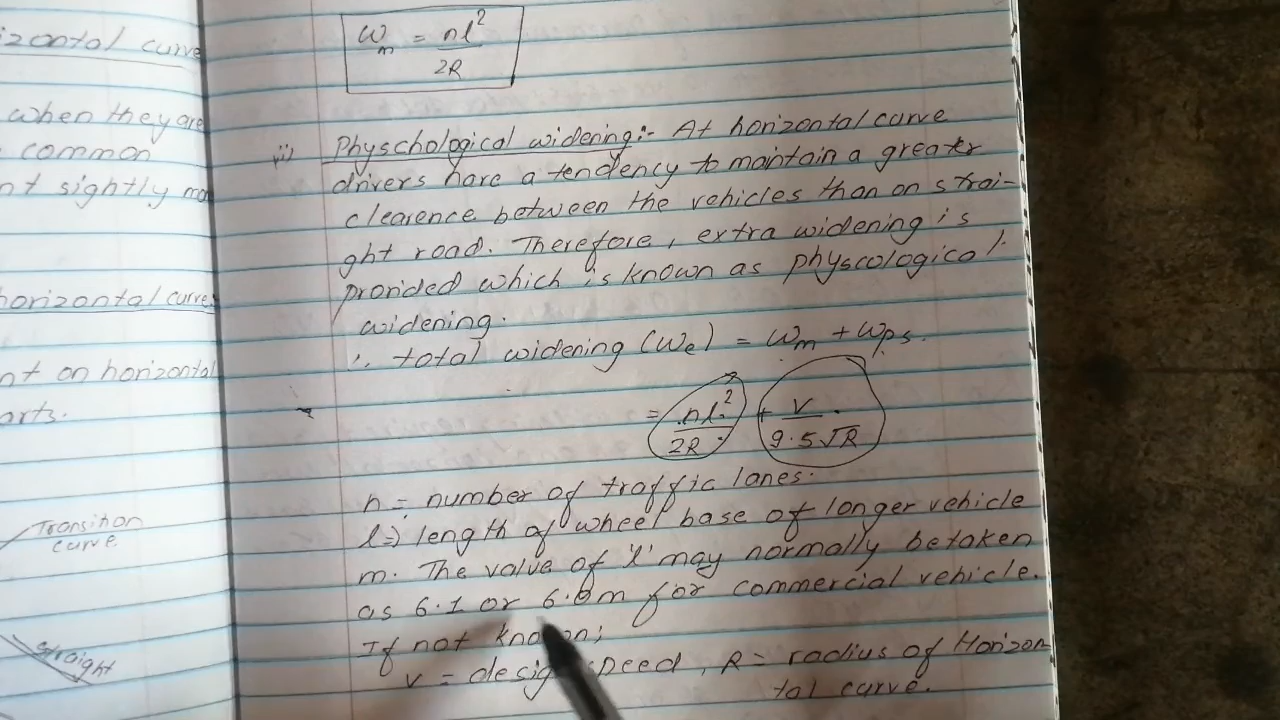 izontal curve
when they are
common
nt sightly mo
horizontal curve
nt on horizontal
arts.
Transition
curve.
straight
Wm = nl²/2R
ii) Physchological widening:- At horizontal curve
drivers have a tendency to maintain a greater
clearence between the vehicles than on strai-
ght road. Therefore, extra widening is
provided which is known as physcological
widening.
∴ total widening (We) = Wm + Wps.
= nl²/2R + V/9.5√R
n = number of traffic lanes.
l = length of wheel base of longer vehicle
m. The value of 'l' may normally be taken
as 6.1 or 6.0m for commercial vehicle.
If not known;
V = design speed, R = radius of Horizon
tal curve.